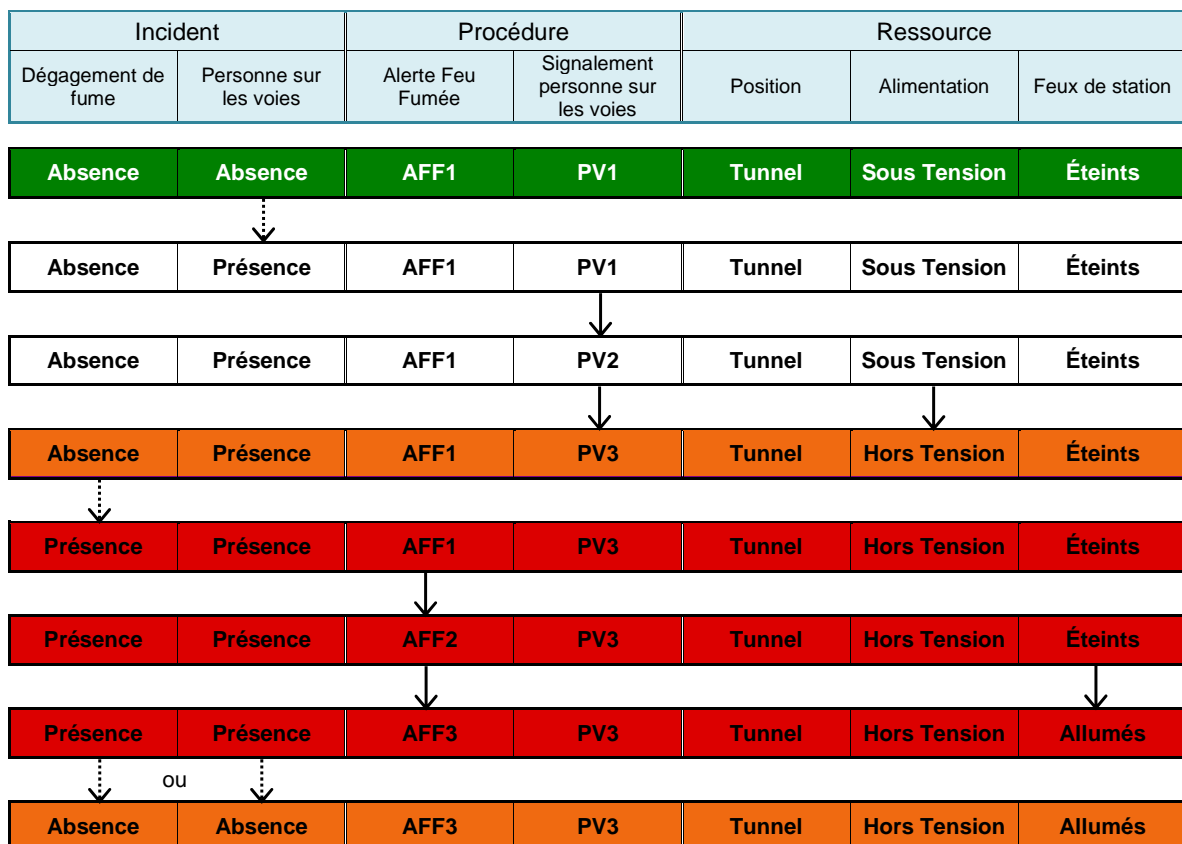 Incident Procédure Ressource
Dégagement de fume Personne sur les voies Alerte Feu Fumée Signalement personne sur les voies Position Alimentation Feux de station
Absence Absence AFF1 PV1 Tunnel Sous Tension Éteints
Absence Présence AFF1 PV1 Tunnel Sous Tension Éteints
Absence Présence AFF1 PV2 Tunnel Sous Tension Éteints
Absence Présence AFF1 PV3 Tunnel Hors Tension Éteints
Présence Présence AFF1 PV3 Tunnel Hors Tension Éteints
Présence Présence AFF2 PV3 Tunnel Hors Tension Éteints
Présence Présence AFF3 PV3 Tunnel Hors Tension Allumés
ou
Absence Absence AFF3 PV3 Tunnel Hors Tension Allumés